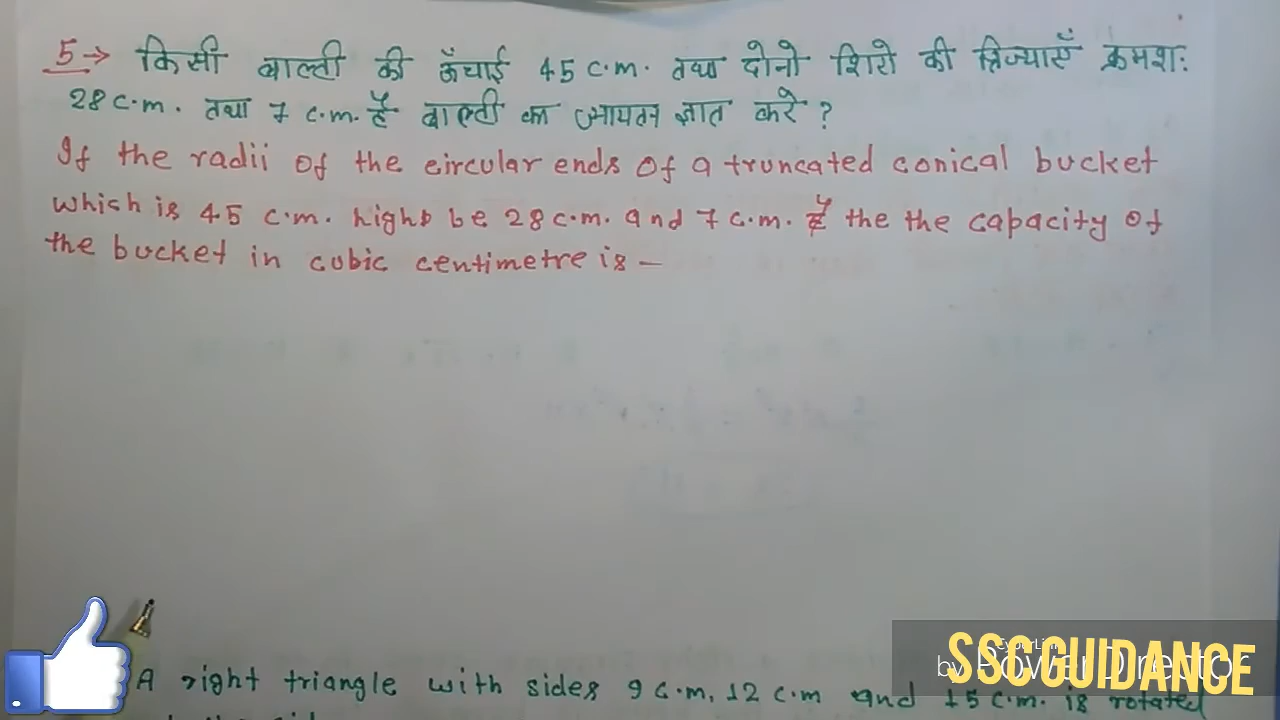 5→ किसी बाल्टी की ऊँचाई 45 c.m. तथा दोनो शिरो की त्रिज्याएँ क्रमशः
28 c.m. तथा 7 c.m. है बाल्टी का आयतन ज्ञात करे ?
If the radii of the circular ends of a truncated conical bucket
which is 45 c.m. high be 28 c.m. and 7 c.m. the the capacity of
the bucket in cubic centimetre is –
SSCGUIDANCE
by PowerDirector
A right triangle with sides 9 c.m, 12 c.m and 15 c.m. is rotated